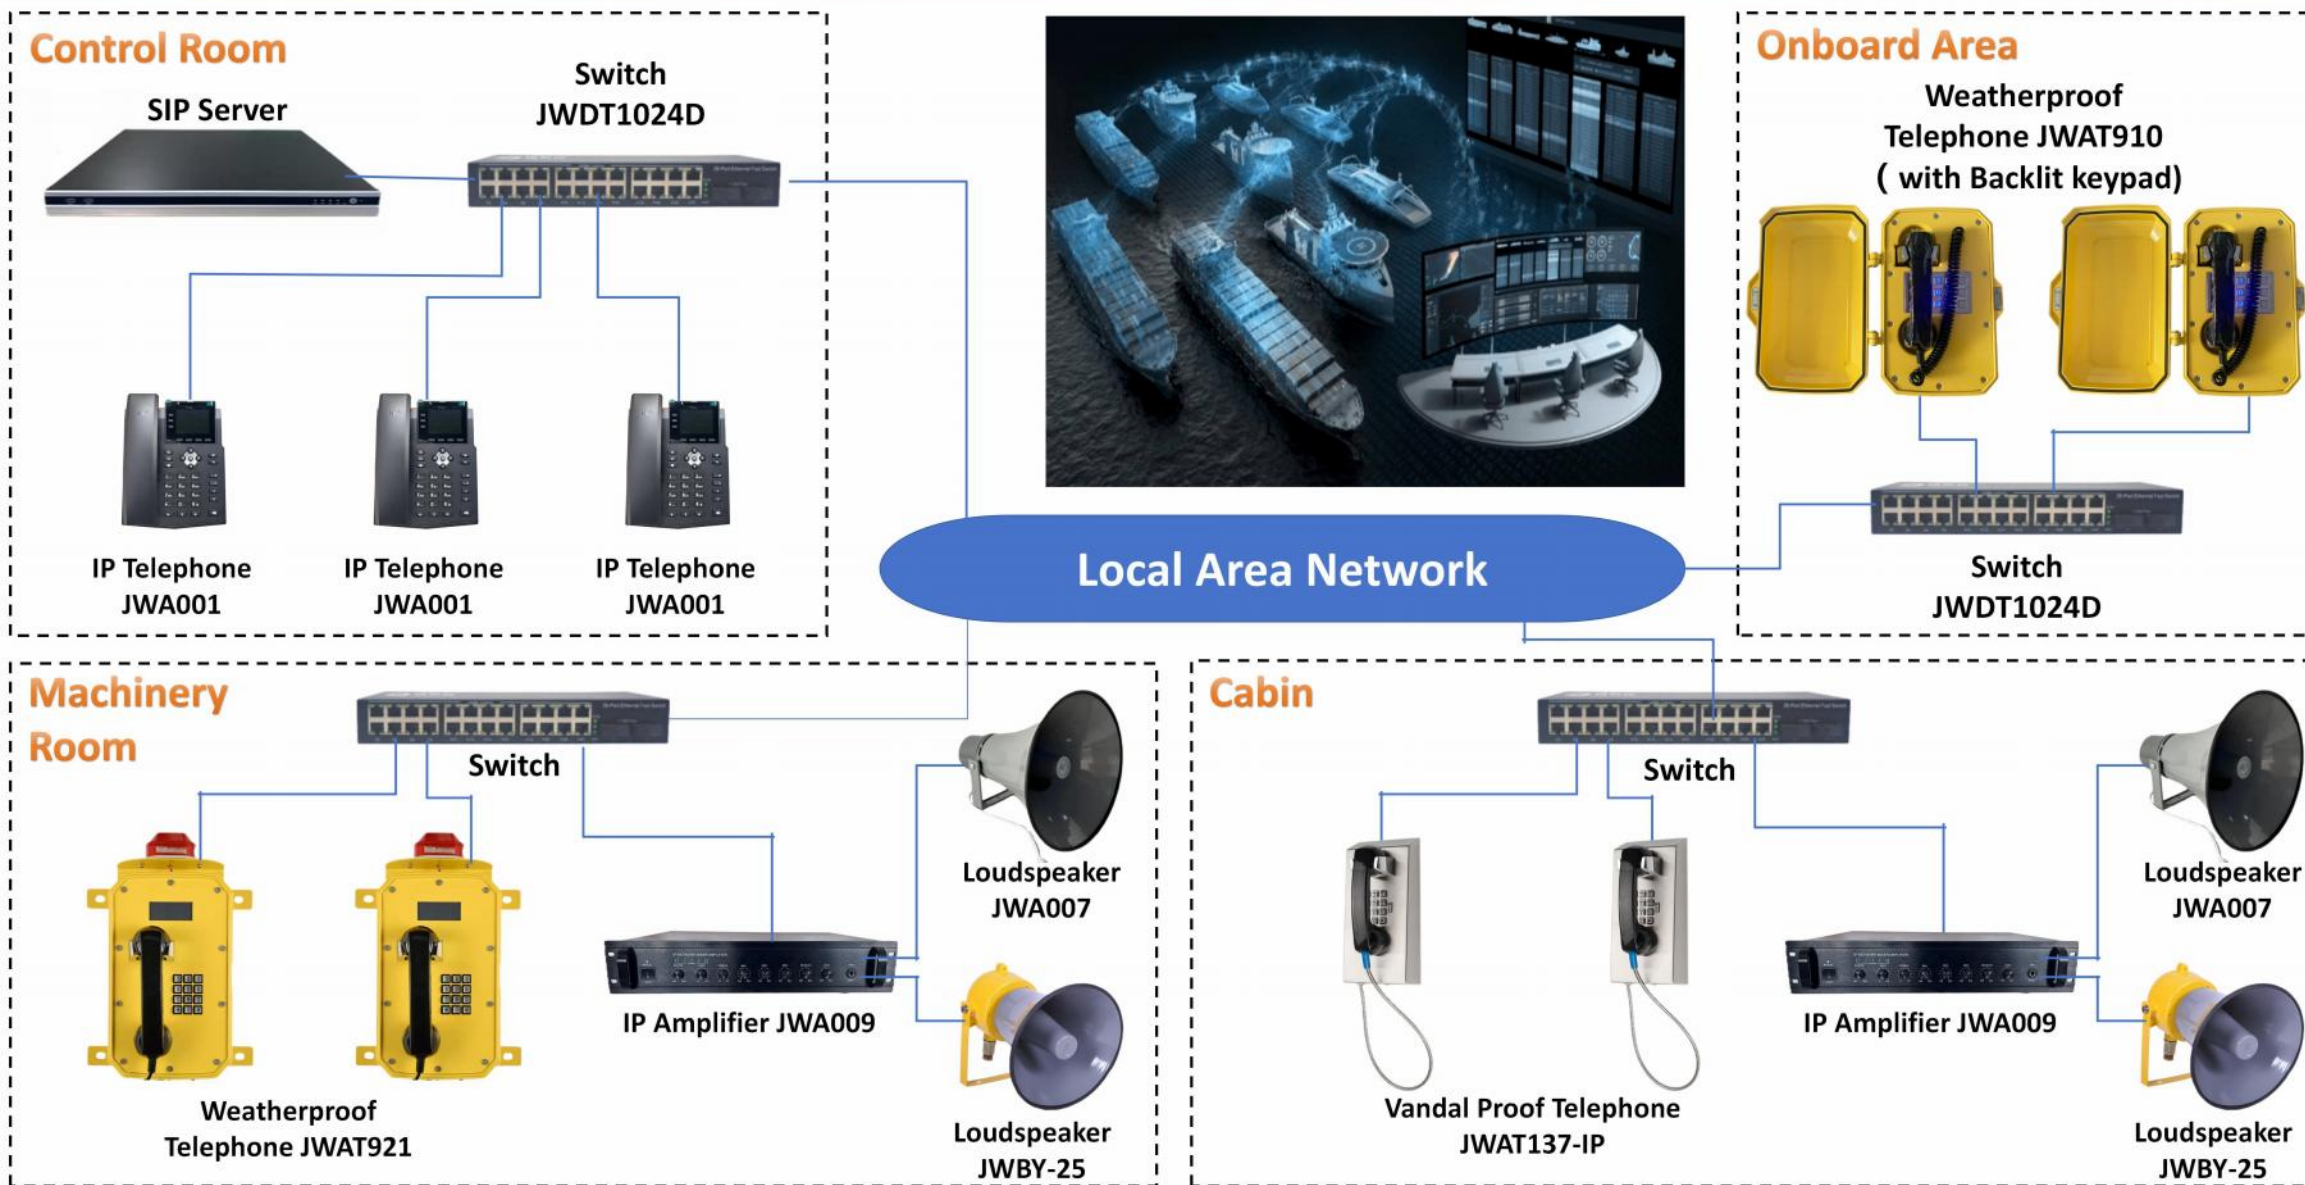 Control Room
SIP Server
Switch
JWDT1024D
IP Telephone
JWA001
IP Telephone
JWA001
IP Telephone
JWA001
Onboard Area
Weatherproof
Telephone JWAT910
( with Backlit keypad)
Switch
JWDT1024D
Local Area Network
Machinery
Room
Switch
Weatherproof
Telephone JWAT921
IP Amplifier JWA009
Loudspeaker
JWA007
Loudspeaker
JWBY-25
Cabin
Switch
Vandal Proof Telephone
JWAT137-IP
IP Amplifier JWA009
Loudspeaker
JWA007
Loudspeaker
JWBY-25